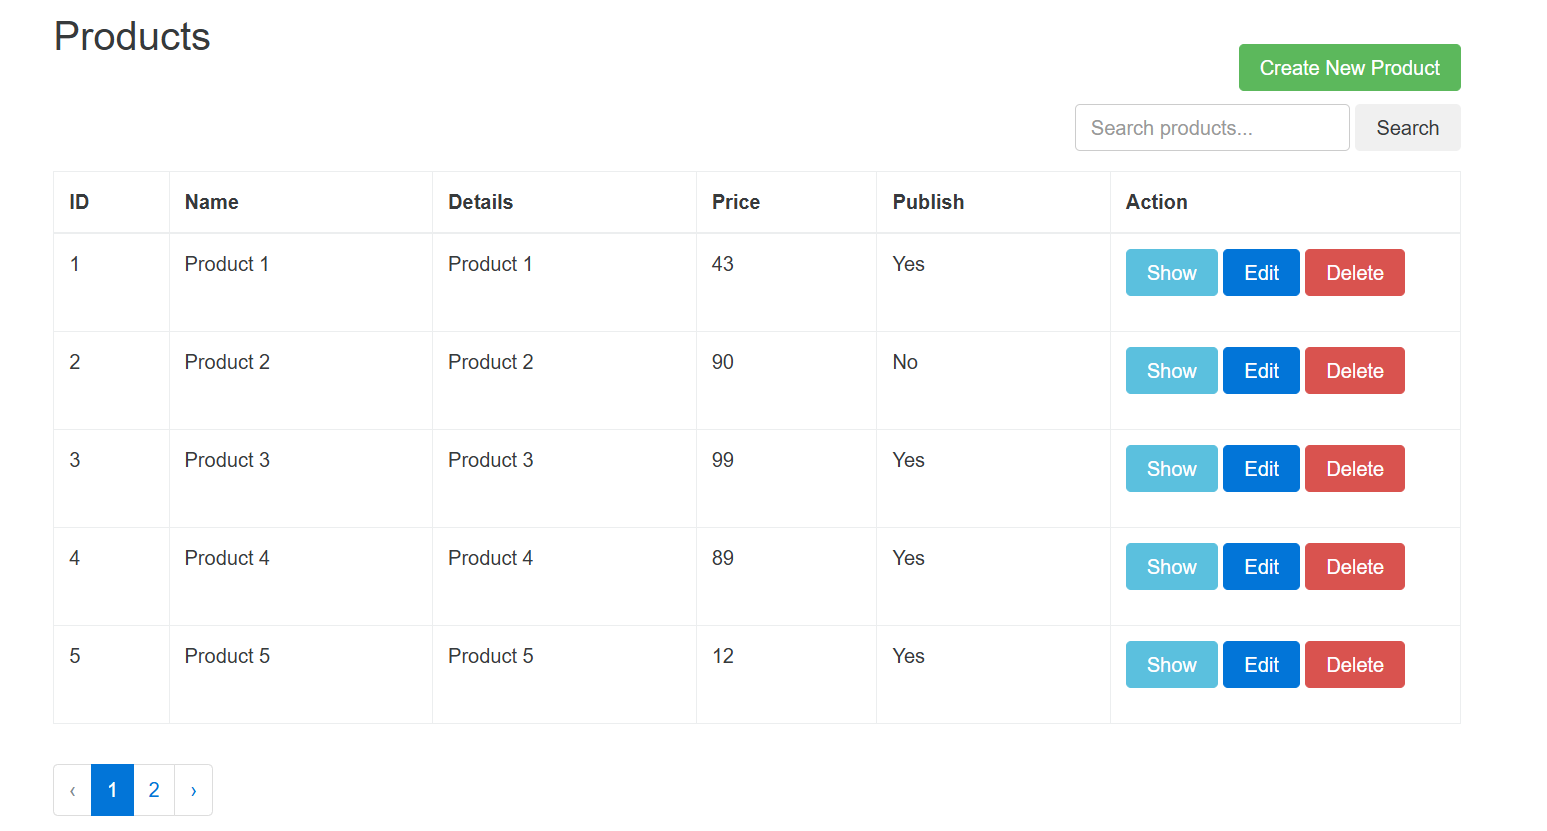 Products
Create New Product
Search products... Search
ID Name Details Price Publish Action
1 Product 1 Product 1 43 Yes Show Edit Delete
2 Product 2 Product 2 90 No Show Edit Delete
3 Product 3 Product 3 99 Yes Show Edit Delete
4 Product 4 Product 4 89 Yes Show Edit Delete
5 Product 5 Product 5 12 Yes Show Edit Delete
‹ 1 2 ›